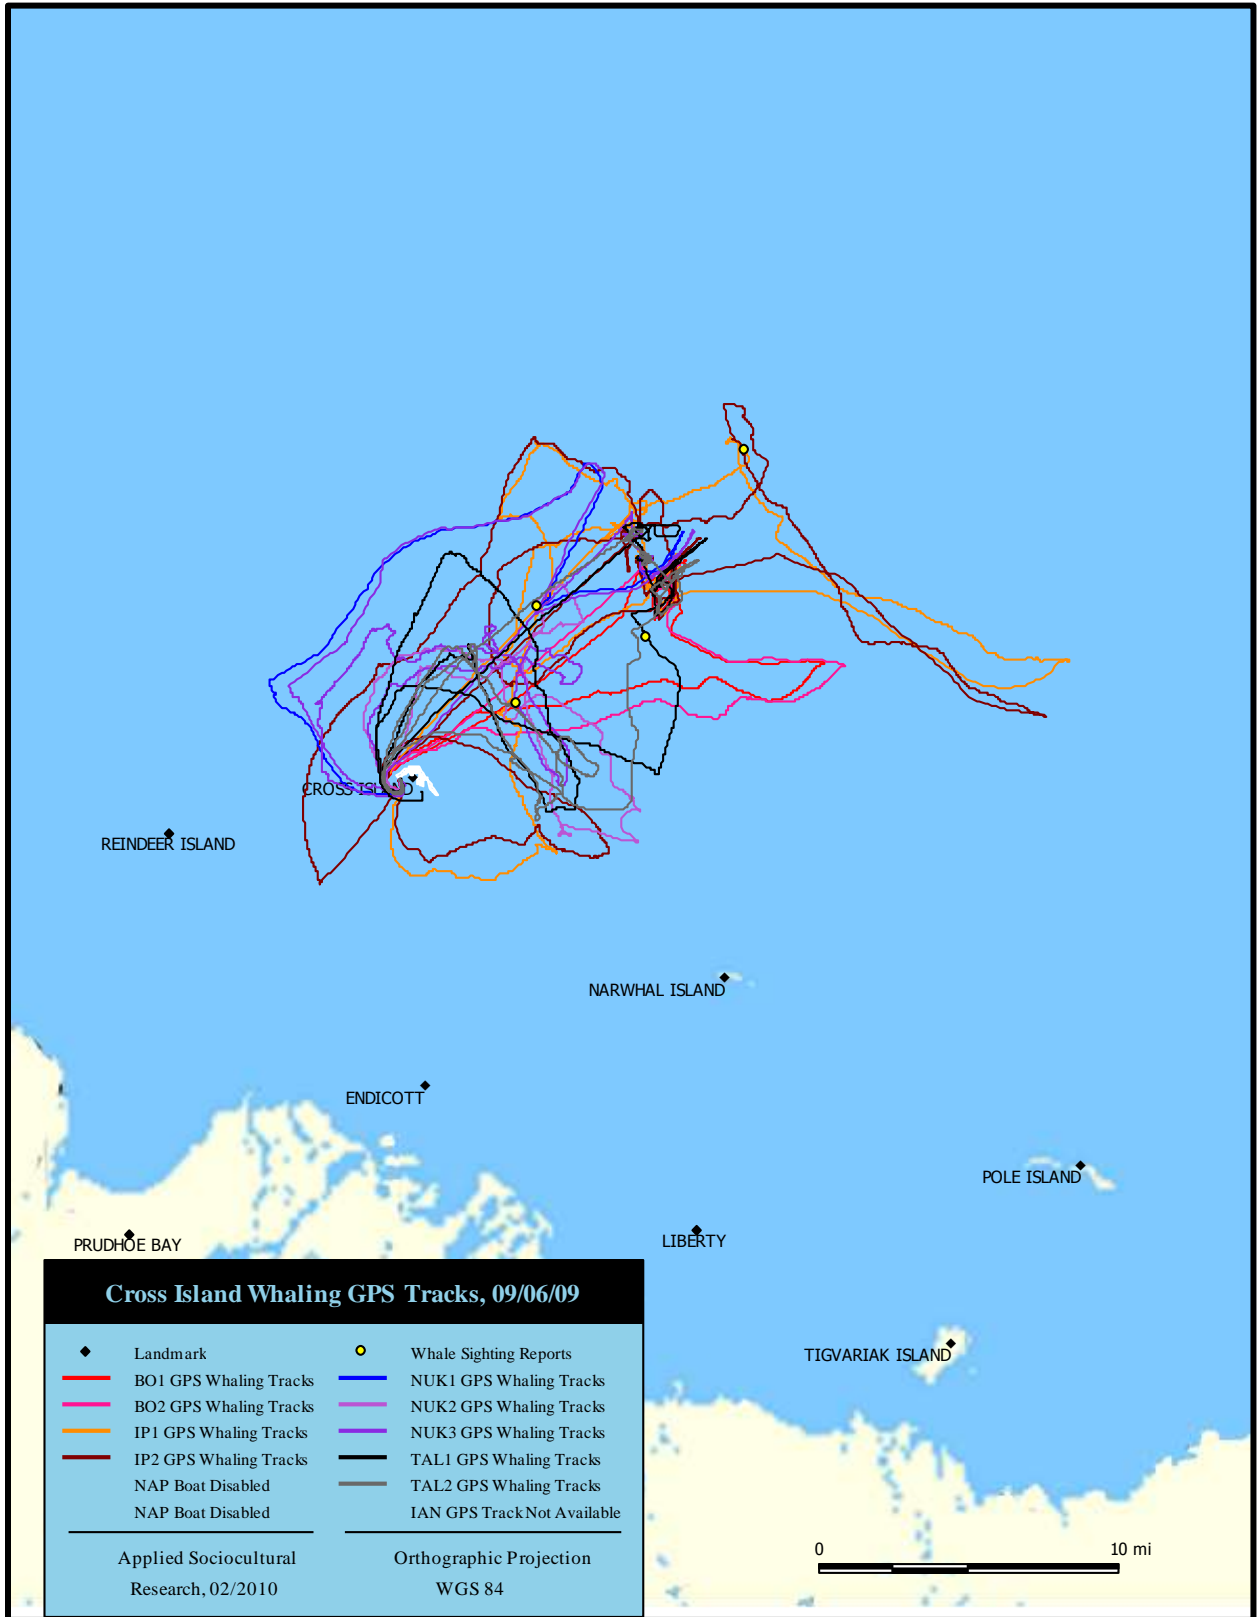 CROSS ISLAND
REINDEER ISLAND
NARWHAL ISLAND
ENDICOTT
POLE ISLAND
PRUDHOE BAY
LIBERTY
TIGVARIAK ISLAND
Cross Island Whaling GPS Tracks, 09/06/09
Landmark
BO1 GPS Whaling Tracks
BO2 GPS Whaling Tracks
IP1 GPS Whaling Tracks
IP2 GPS Whaling Tracks
NAP Boat Disabled
NAP Boat Disabled
Whale Sighting Reports
NUK1 GPS Whaling Tracks
NUK2 GPS Whaling Tracks
NUK3 GPS Whaling Tracks
TAL1 GPS Whaling Tracks
TAL2 GPS Whaling Tracks
IAN GPS Track Not Available
Applied Sociocultural
Research, 02/2010
Orthographic Projection
WGS 84
0 10 mi